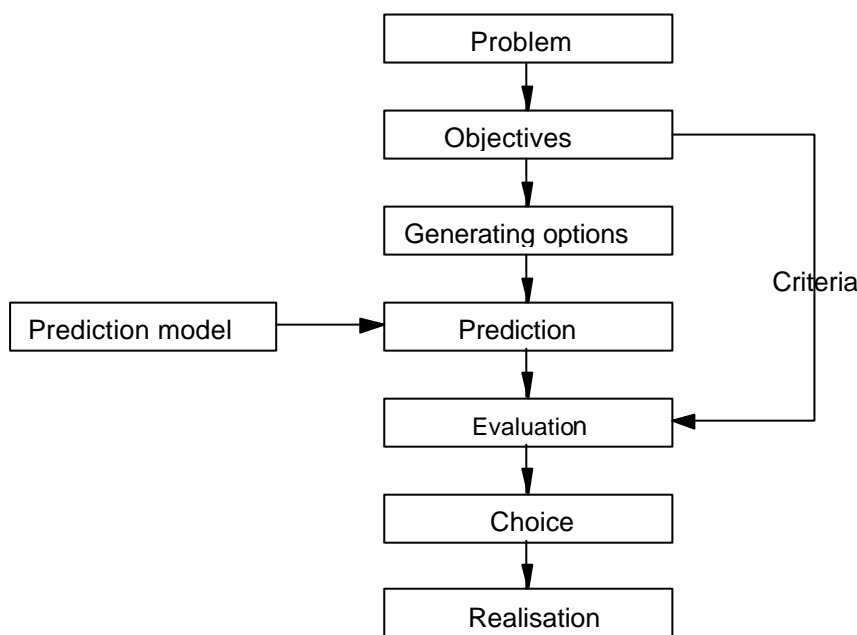 Problem
Objectives
Generating options
Criteria
Prediction model
Prediction
Evaluation
Choice
Realisation